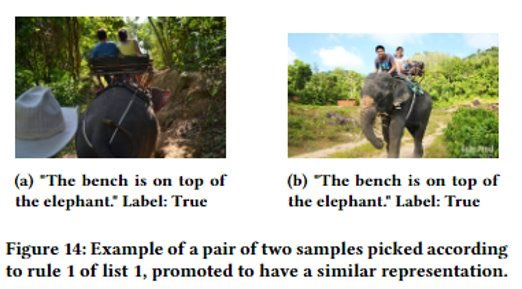 (a) "The bench is on top of
the elephant." Label: True
(b) "The bench is on top of
the elephant." Label: True
Figure 14: Example of a pair of two samples picked according
to rule 1 of list 1, promoted to have a similar representation.